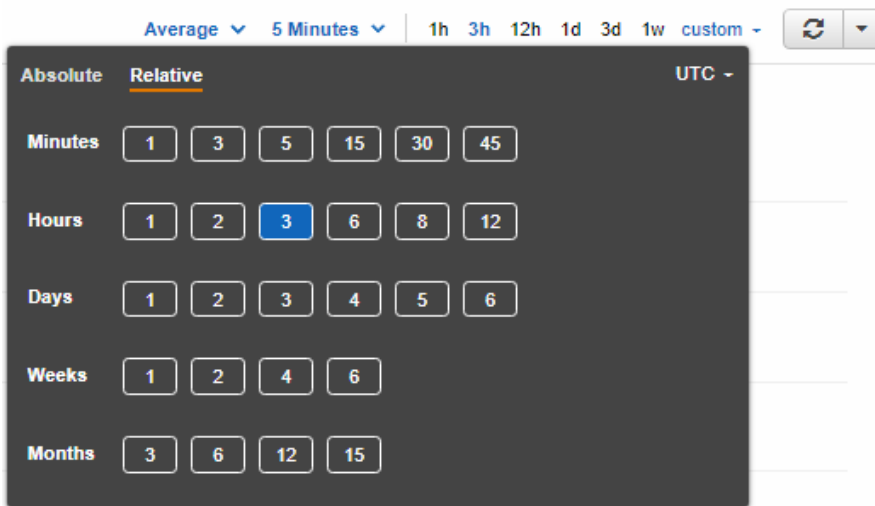 Average 5 Minutes 1h 3h 12h 1d 3d 1w custom
Absolute Relative UTC
Minutes 1 3 5 15 30 45
Hours 1 2 3 6 8 12
Days 1 2 3 4 5 6
Weeks 1 2 4 6
Months 3 6 12 15